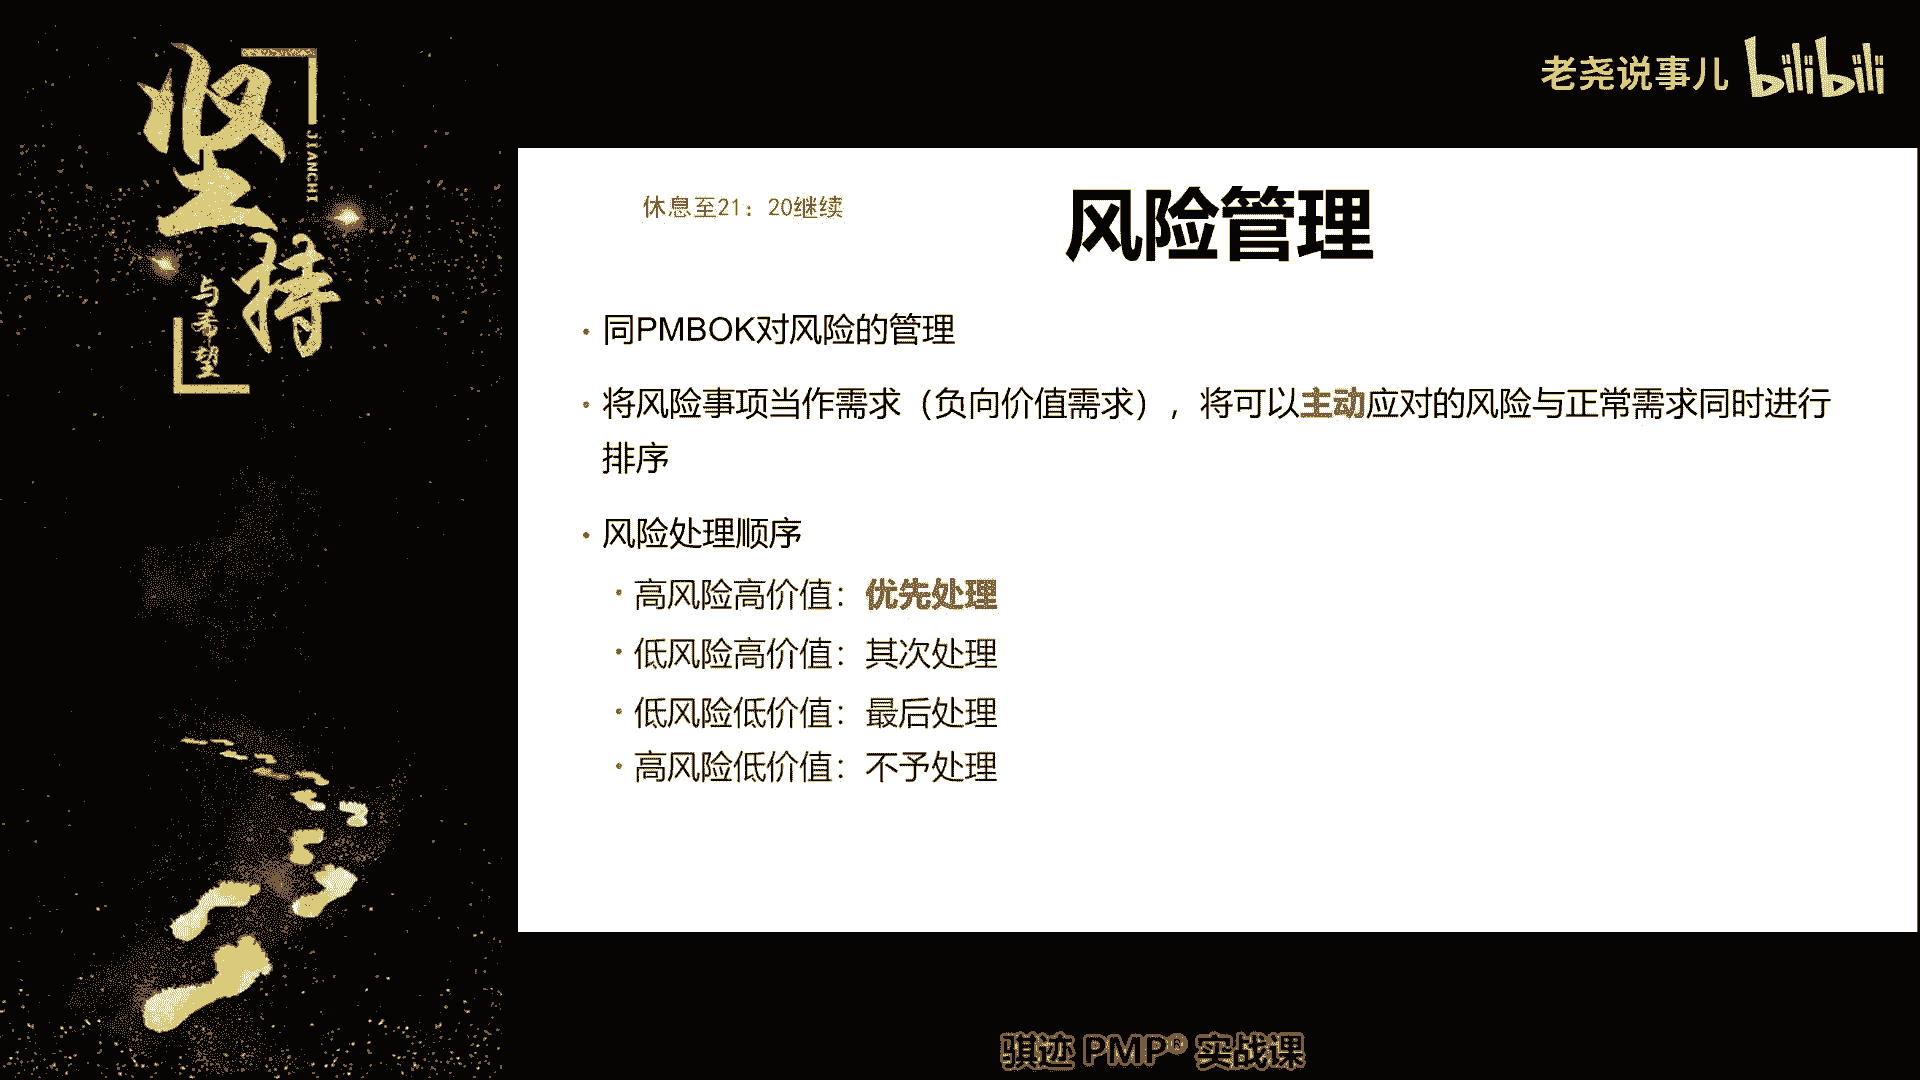 坚持
JIANCHI
与希望
老尧说事儿 bilibili
休息至21：20继续
风险管理
·同PMBOK对风险的管理
·将风险事项当作需求（负向价值需求），将可以主动应对的风险与正常需求同时进行
排序
·风险处理顺序
·高风险高价值：优先处理
·低风险高价值：其次处理
·低风险低价值：最后处理
·高风险低价值：不予处理
骐迹 PMP® 实战课